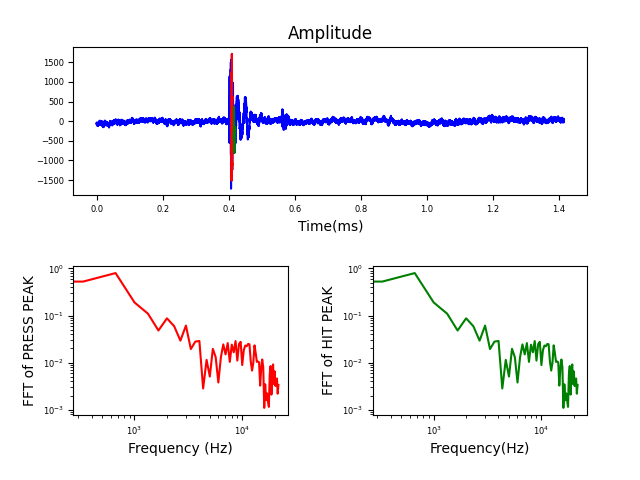 Amplitude
1500
1000
500
0
−500
−1000
−1500
0.0 0.2 0.4 0.6 0.8 1.0 1.2 1.4
Time(ms)
FFT of PRESS PEAK
10⁰
10⁻¹
10⁻²
10⁻³
10³ 10⁴
Frequency (Hz)
FFT of HIT PEAK
10⁰
10⁻¹
10⁻²
10⁻³
10³ 10⁴
Frequency(Hz)